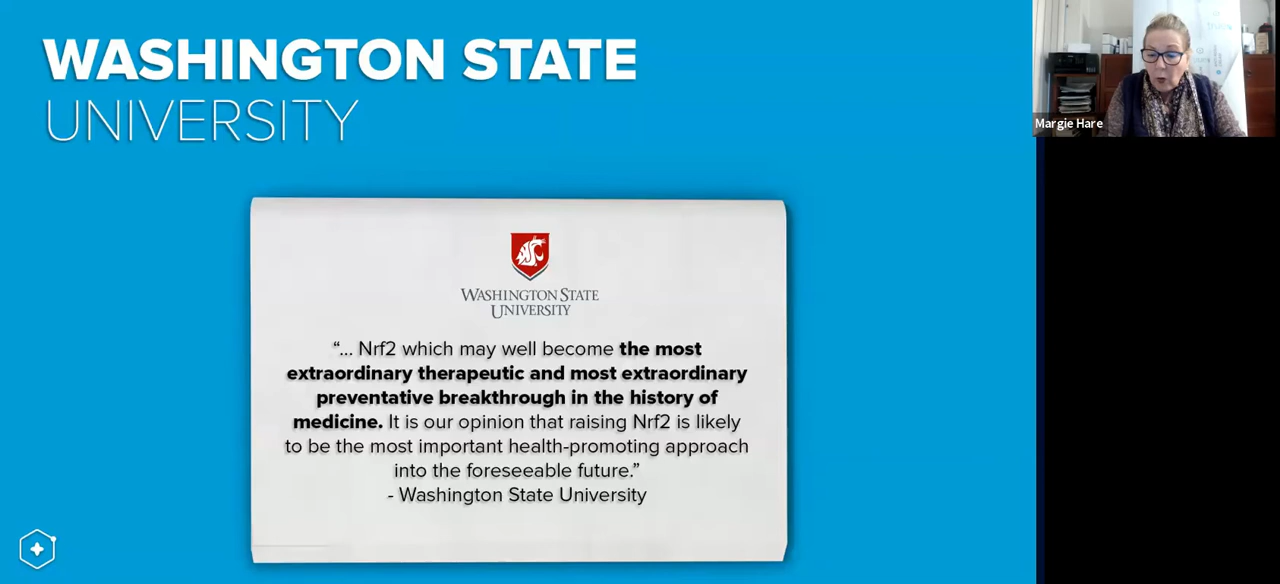 WASHINGTON STATE
UNIVERSITY
Margie Hare
WASHINGTON STATE
UNIVERSITY
“... Nrf2 which may well become the most
extraordinary therapeutic and most extraordinary
preventative breakthrough in the history of
medicine. It is our opinion that raising Nrf2 is likely
to be the most important health-promoting approach
into the foreseeable future.”
- Washington State University